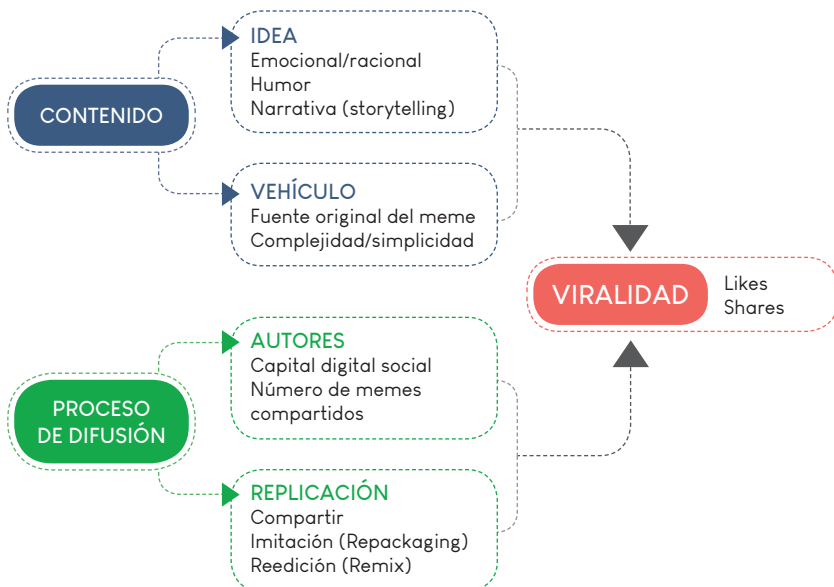 CONTENIDO
IDEA
Emocional/racional
Humor
Narrativa (storytelling)
VEHÍCULO
Fuente original del meme
Complejidad/simplicidad
VIRALIDAD
Likes
Shares
PROCESO
DE DIFUSIÓN
AUTORES
Capital digital social
Número de memes
compartidos
REPLICACIÓN
Compartir
Imitación (Repackaging)
Reedición (Remix)